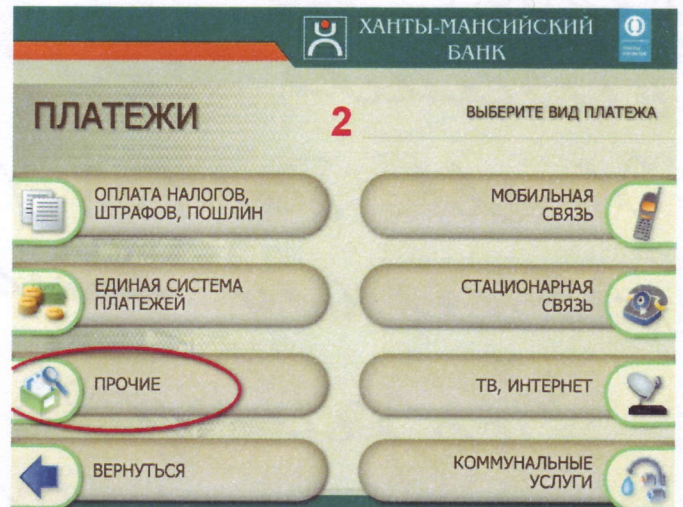 ХАНТЫ-МАНСИЙСКИЙ
БАНК
ПЛАТЕЖИ
2
ВЫБЕРИТЕ ВИД ПЛАТЕЖА
ОПЛАТА НАЛОГОВ,
ШТРАФОВ, ПОШЛИН
МОБИЛЬНАЯ
СВЯЗЬ
ЕДИНАЯ СИСТЕМА
ПЛАТЕЖЕЙ
СТАЦИОНАРНАЯ
СВЯЗЬ
ПРОЧИЕ
ТВ, ИНТЕРНЕТ
ВЕРНУТЬСЯ
КОММУНАЛЬНЫЕ
УСЛУГИ